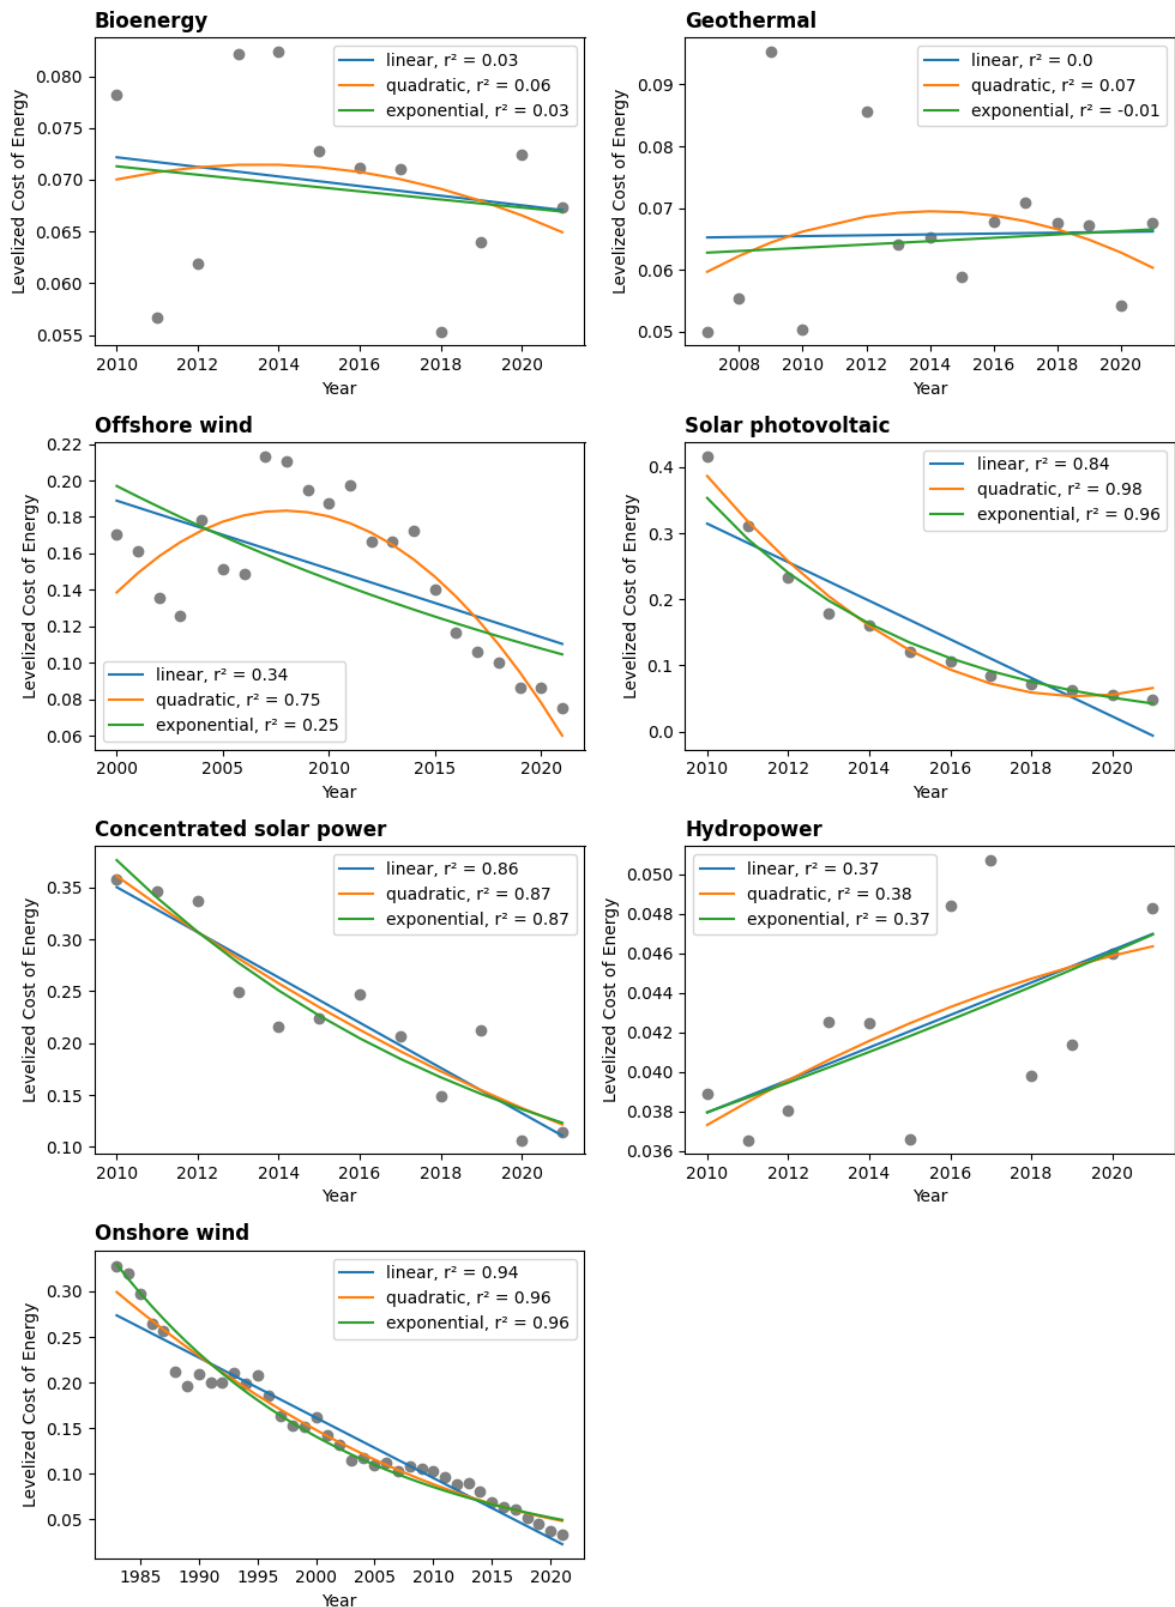 Bioenergy
Levelized Cost of Energy
0.080
0.075
0.070
0.065
0.060
0.055
linear, r² = 0.03
quadratic, r² = 0.06
exponential, r² = 0.03
2010 2012 2014 2016 2018 2020
Year
Geothermal
Levelized Cost of Energy
0.09
0.08
0.07
0.06
0.05
linear, r² = 0.0
quadratic, r² = 0.07
exponential, r² = -0.01
2008 2010 2012 2014 2016 2018 2020
Year
Offshore wind
Levelized Cost of Energy
0.22
0.20
0.18
0.16
0.14
0.12
0.10
0.08
0.06
linear, r² = 0.34
quadratic, r² = 0.75
exponential, r² = 0.25
2000 2005 2010 2015 2020
Year
Solar photovoltaic
Levelized Cost of Energy
0.4
0.3
0.2
0.1
0.0
linear, r² = 0.84
quadratic, r² = 0.98
exponential, r² = 0.96
2010 2012 2014 2016 2018 2020
Year
Concentrated solar power
Levelized Cost of Energy
0.35
0.30
0.25
0.20
0.15
0.10
linear, r² = 0.86
quadratic, r² = 0.87
exponential, r² = 0.87
2010 2012 2014 2016 2018 2020
Year
Hydropower
Levelized Cost of Energy
0.050
0.048
0.046
0.044
0.042
0.040
0.038
0.036
linear, r² = 0.37
quadratic, r² = 0.38
exponential, r² = 0.37
2010 2012 2014 2016 2018 2020
Year
Onshore wind
Levelized Cost of Energy
0.30
0.25
0.20
0.15
0.10
0.05
linear, r² = 0.94
quadratic, r² = 0.96
exponential, r² = 0.96
1985 1990 1995 2000 2005 2010 2015 2020
Year